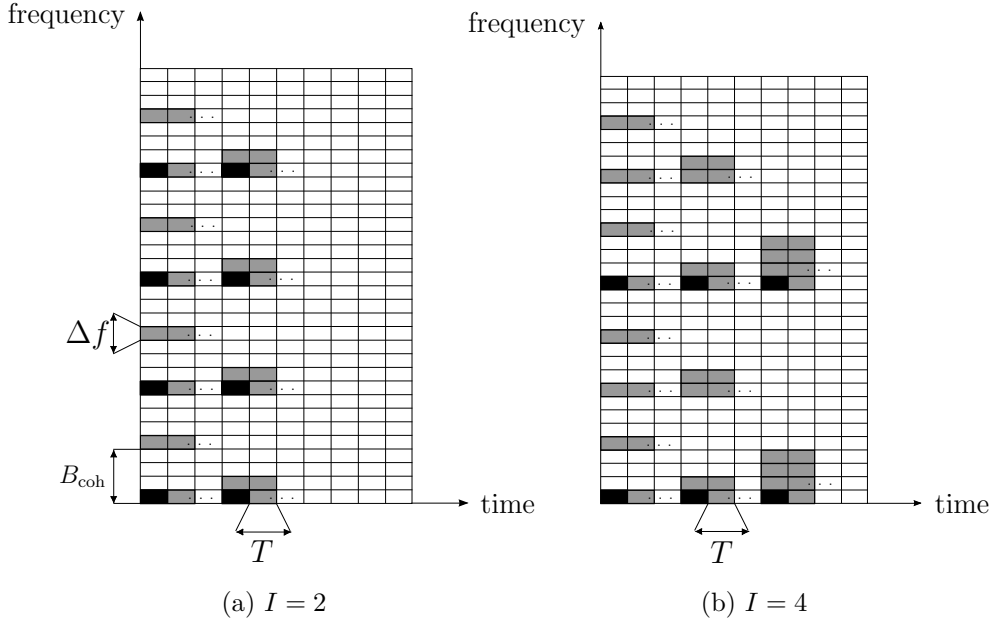 frequency
Δf
B_coh
T
time
(a) I = 2
frequency
T
time
(b) I = 4